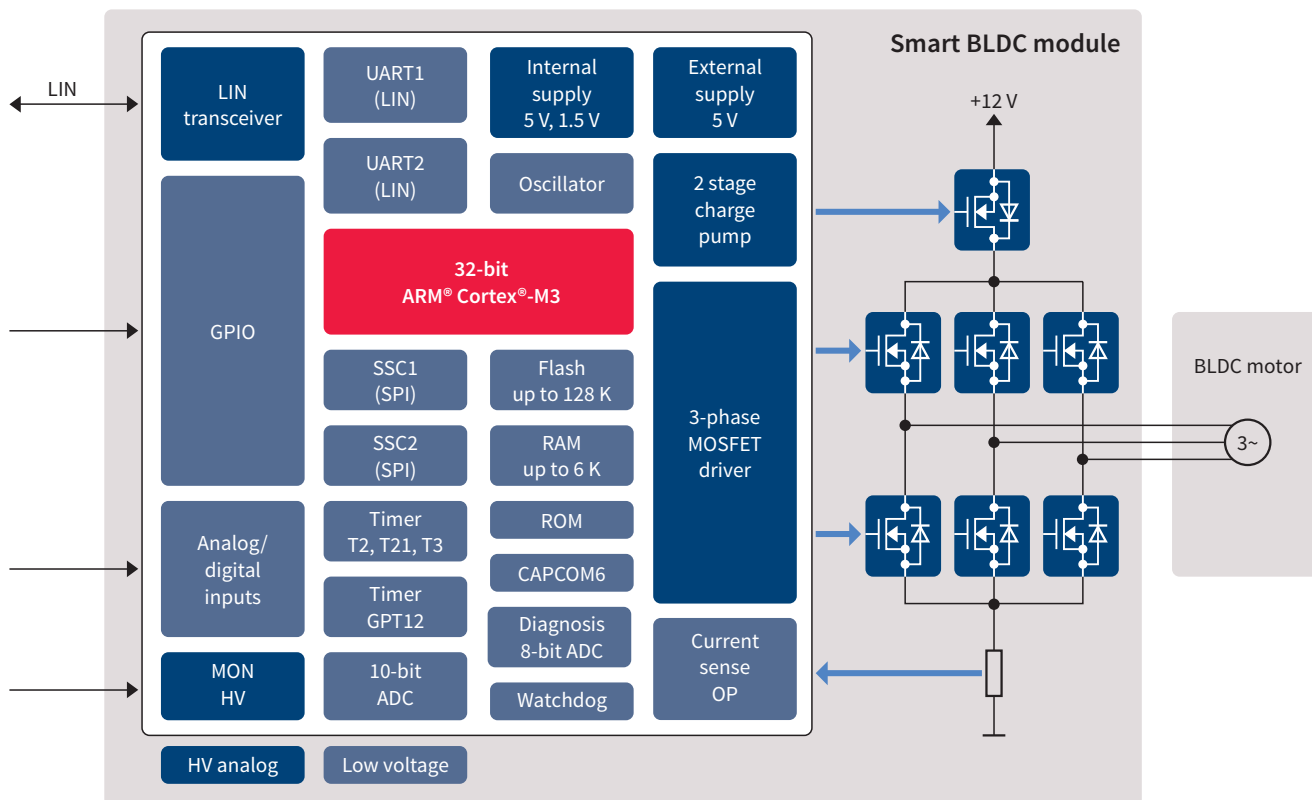 Smart BLDC module
LIN
LIN
transceiver
GPIO
Analog/
digital
inputs
MON
HV
UART1
(LIN)
UART2
(LIN)
Internal
supply
5 V, 1.5 V
Oscillator
External
supply
5 V
2 stage
charge
pump
32-bit
ARM® Cortex®-M3
SSC1
(SPI)
SSC2
(SPI)
Timer
T2, T21, T3
Timer
GPT12
10-bit
ADC
Flash
up to 128 K
RAM
up to 6 K
ROM
CAPCOM6
Diagnosis
8-bit ADC
Watchdog
3-phase
MOSFET
driver
Current
sense
OP
+12 V
BLDC motor
3~
HV analog
Low voltage